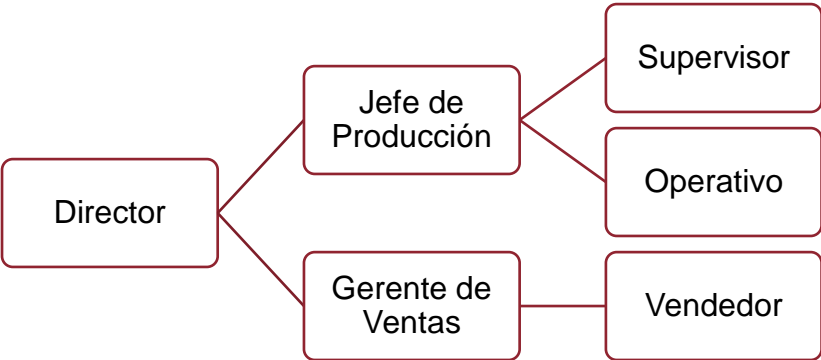 Director
Jefe de
Producción
Supervisor
Operativo
Gerente de
Ventas
Vendedor